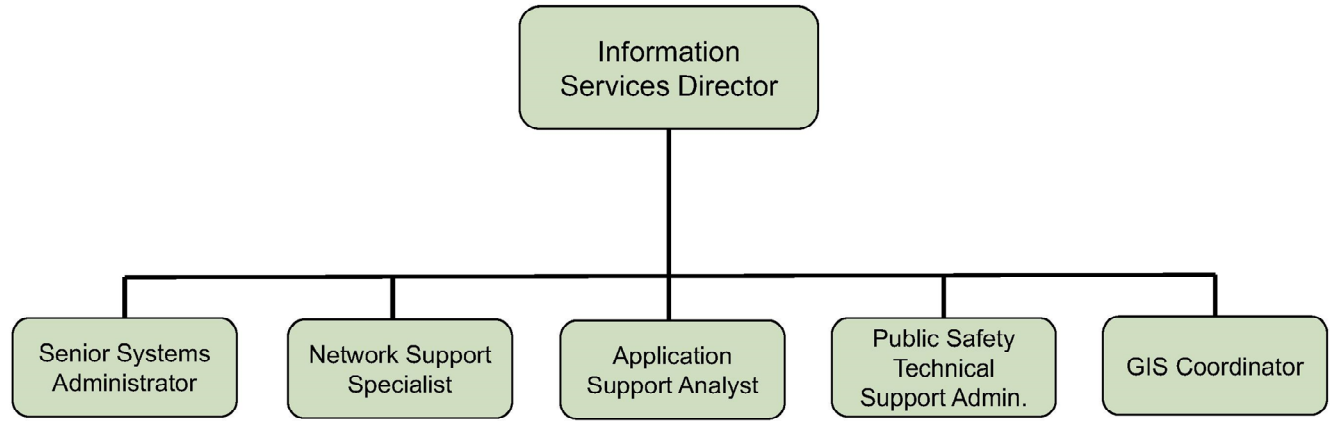 Information
Services Director
Senior Systems
Administrator
Network Support
Specialist
Application
Support Analyst
Public Safety
Technical
Support Admin.
GIS Coordinator